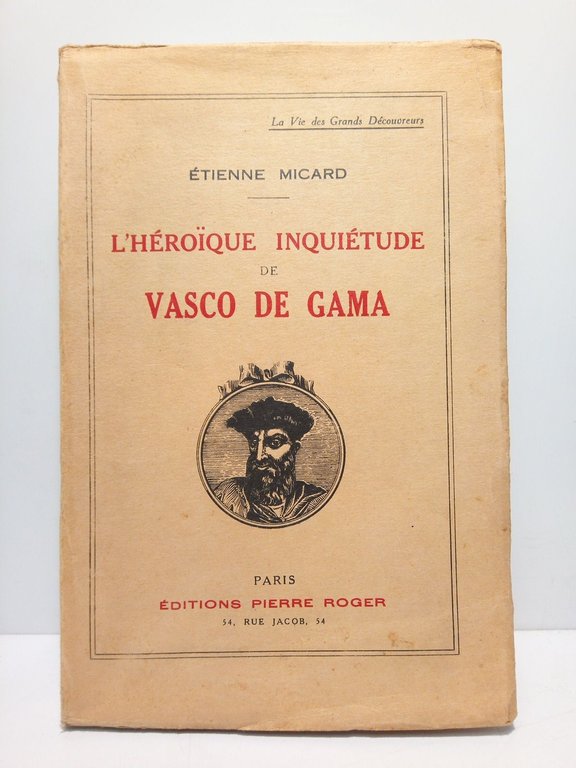 La Vie des Grands Découvreurs
ÉTIENNE MICARD
L'HÉROÏQUE INQUIÉTUDE
DE
VASCO DE GAMA
PARIS
ÉDITIONS PIERRE ROGER
54, RUE JACOB, 54